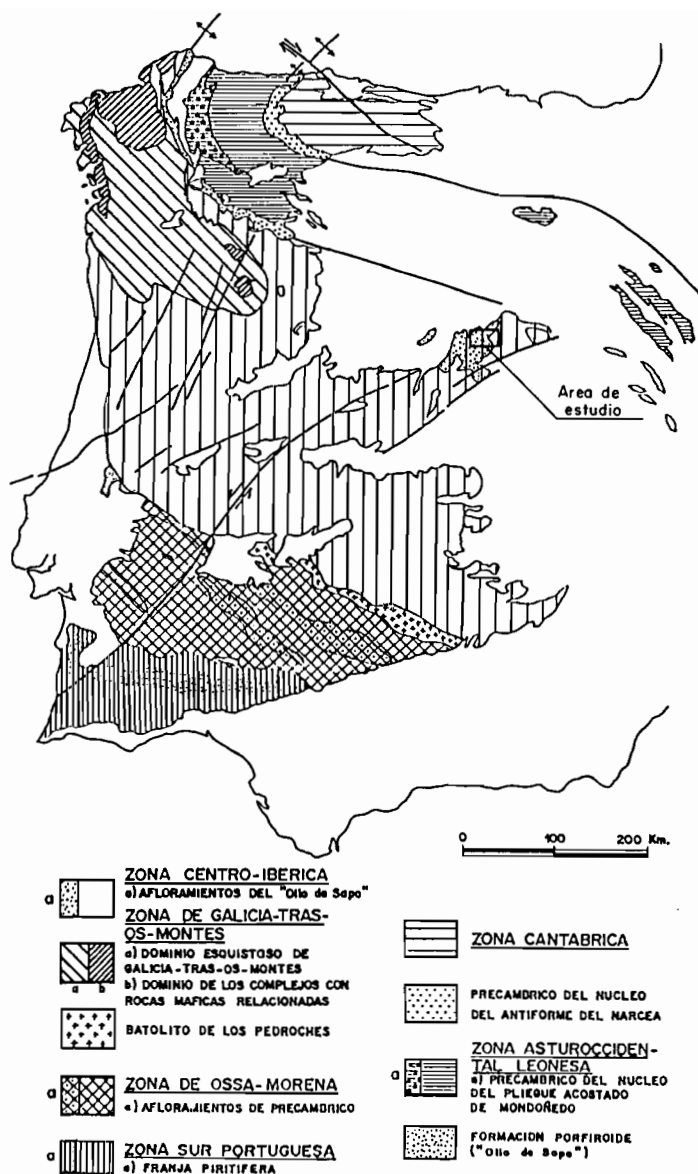 Area de
estudio
0 100 200 Km.
a
ZONA CENTRO-IBERICA
a) AFLORAMIENTOS DEL "Ollo de Sapo"
ZONA DE GALICIA-TRAS-
OS-MONTES
a) DOMINIO ESQUISTOSO DE
GALICIA-TRAS-OS-MONTES
b) DOMINIO DE LOS COMPLEJOS CON
ROCAS MAFICAS RELACIONADAS
a b
BATOLITO DE LOS PEDROCHES
a
ZONA DE OSSA-MORENA
a) AFLORAMIENTOS DE PRECAMBRICO
a
ZONA SUR PORTUGUESA
a) FRANJA PIRITIFERA
ZONA CANTABRICA
PRECAMBRICO DEL NUCLEO
DEL ANTIFORME DEL NARCEA
a
ZONA ASTUROCCIDEN-
TAL LEONESA
a) PRECAMBRICO DEL NUCLEO
DEL PLIEGUE ACOSTADO
DE MONDOÑEDO
FORMACION PORFIROIDE
("Ollo de Sapo")